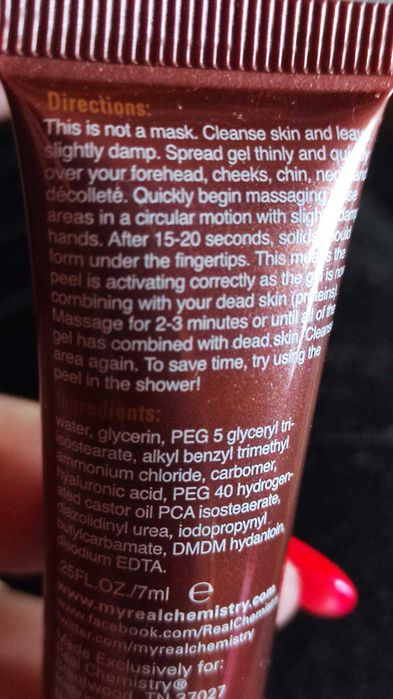 Directions:
This is not a mask. Cleanse skin and leave
slightly damp. Spread gel thinly and quickly
over your forehead, cheeks, chin, neck and
décolleté. Quickly begin massaging these
areas in a circular motion with slightly damp
hands. After 15-20 seconds, solids should
form under the fingertips. This means the
peel is activating correctly as the gel is now
combining with your dead skin (proteins).
Massage for 2-3 minutes or until all of the
gel has combined with dead skin. Cleanse
area again. To save time, try using the
peel in the shower!
Ingredients:
water, glycerin, PEG 5 glyceryl tri-
isostearate, alkyl benzyl trimethyl
ammonium chloride, carbomer,
hyaluronic acid, PEG 40 hydrogen-
ated castor oil PCA isosteaerate,
diazolidinyl urea, iodopropynyl
butylcarbamate, DMDM hydantoin,
disodium EDTA.
.25FL.OZ./7ml e
www.myrealchemistry.com
www.facebook.com/RealChemistry
twitter.com/myrealchemistry
Made Exclusively for:
Real Chemistry®
Brentwood, TN 37027